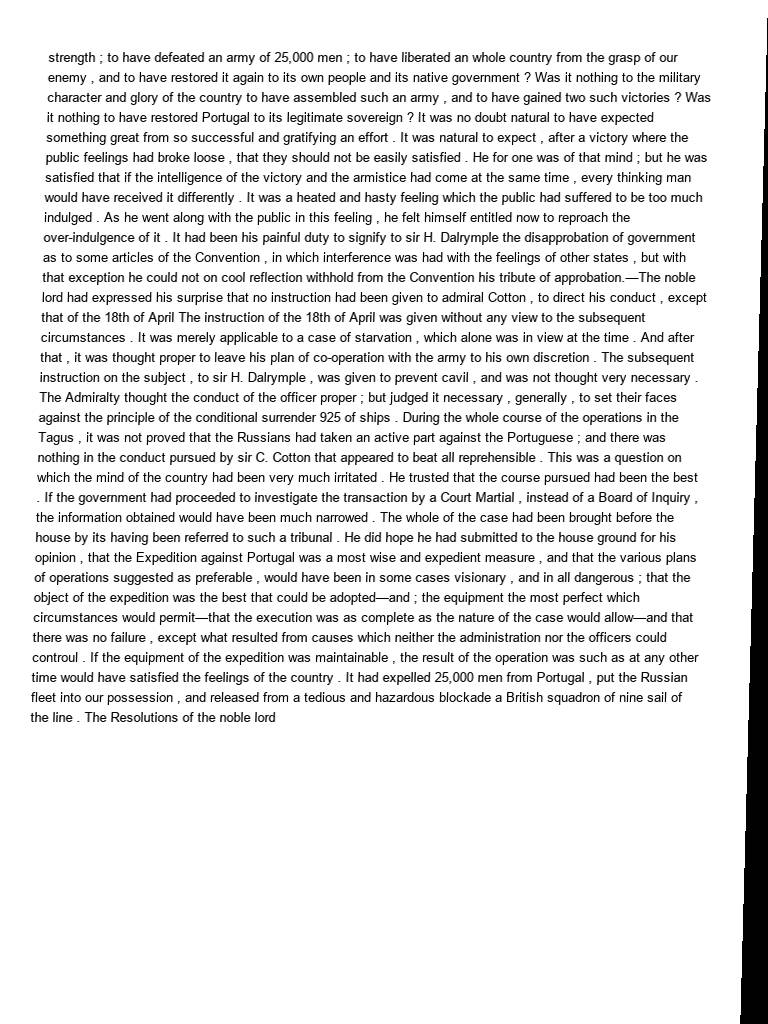 strength ; to have defeated an army of 25,000 men ; to have liberated an whole country from the grasp of our
enemy , and to have restored it again to its own people and its native government ? Was it nothing to the military
character and glory of the country to have assembled such an army , and to have gained two such victories ? Was
it nothing to have restored Portugal to its legitimate sovereign ? It was no doubt natural to have expected
something great from so successful and gratifying an effort . It was natural to expect , after a victory where the
public feelings had broke loose , that they should not be easily satisfied . He for one was of that mind ; but he was
satisfied that if the intelligence of the victory and the armistice had come at the same time , every thinking man
would have received it differently . It was a heated and hasty feeling which the public had suffered to be too much
indulged . As he went along with the public in this feeling , he felt himself entitled now to reproach the
over-indulgence of it . It had been his painful duty to signify to sir H. Dalrymple the disapprobation of government
as to some articles of the Convention , in which interference was had with the feelings of other states , but with
that exception he could not on cool reflection withhold from the Convention his tribute of approbation.—The noble
lord had expressed his surprise that no instruction had been given to admiral Cotton , to direct his conduct , except
that of the 18th of April The instruction of the 18th of April was given without any view to the subsequent
circumstances . It was merely applicable to a case of starvation , which alone was in view at the time . And after
that , it was thought proper to leave his plan of co-operation with the army to his own discretion . The subsequent
instruction on the subject , to sir H. Dalrymple , was given to prevent cavil , and was not thought very necessary .
The Admiralty thought the conduct of the officer proper ; but judged it necessary , generally , to set their faces
against the principle of the conditional surrender 925 of ships . During the whole course of the operations in the
Tagus , it was not proved that the Russians had taken an active part against the Portuguese ; and there was
nothing in the conduct pursued by sir C. Cotton that appeared to beat all reprehensible . This was a question on
which the mind of the country had been very much irritated . He trusted that the course pursued had been the best
. If the government had proceeded to investigate the transaction by a Court Martial , instead of a Board of Inquiry ,
the information obtained would have been much narrowed . The whole of the case had been brought before the
house by its having been referred to such a tribunal . He did hope he had submitted to the house ground for his
opinion , that the Expedition against Portugal was a most wise and expedient measure , and that the various plans
of operations suggested as preferable , would have been in some cases visionary , and in all dangerous ; that the
object of the expedition was the best that could be adopted—and ; the equipment the most perfect which
circumstances would permit—that the execution was as complete as the nature of the case would allow—and that
there was no failure , except what resulted from causes which neither the administration nor the officers could
controul . If the equipment of the expedition was maintainable , the result of the operation was such as at any other
time would have satisfied the feelings of the country . It had expelled 25,000 men from Portugal , put the Russian
fleet into our possession , and released from a tedious and hazardous blockade a British squadron of nine sail of
the line . The Resolutions of the noble lord